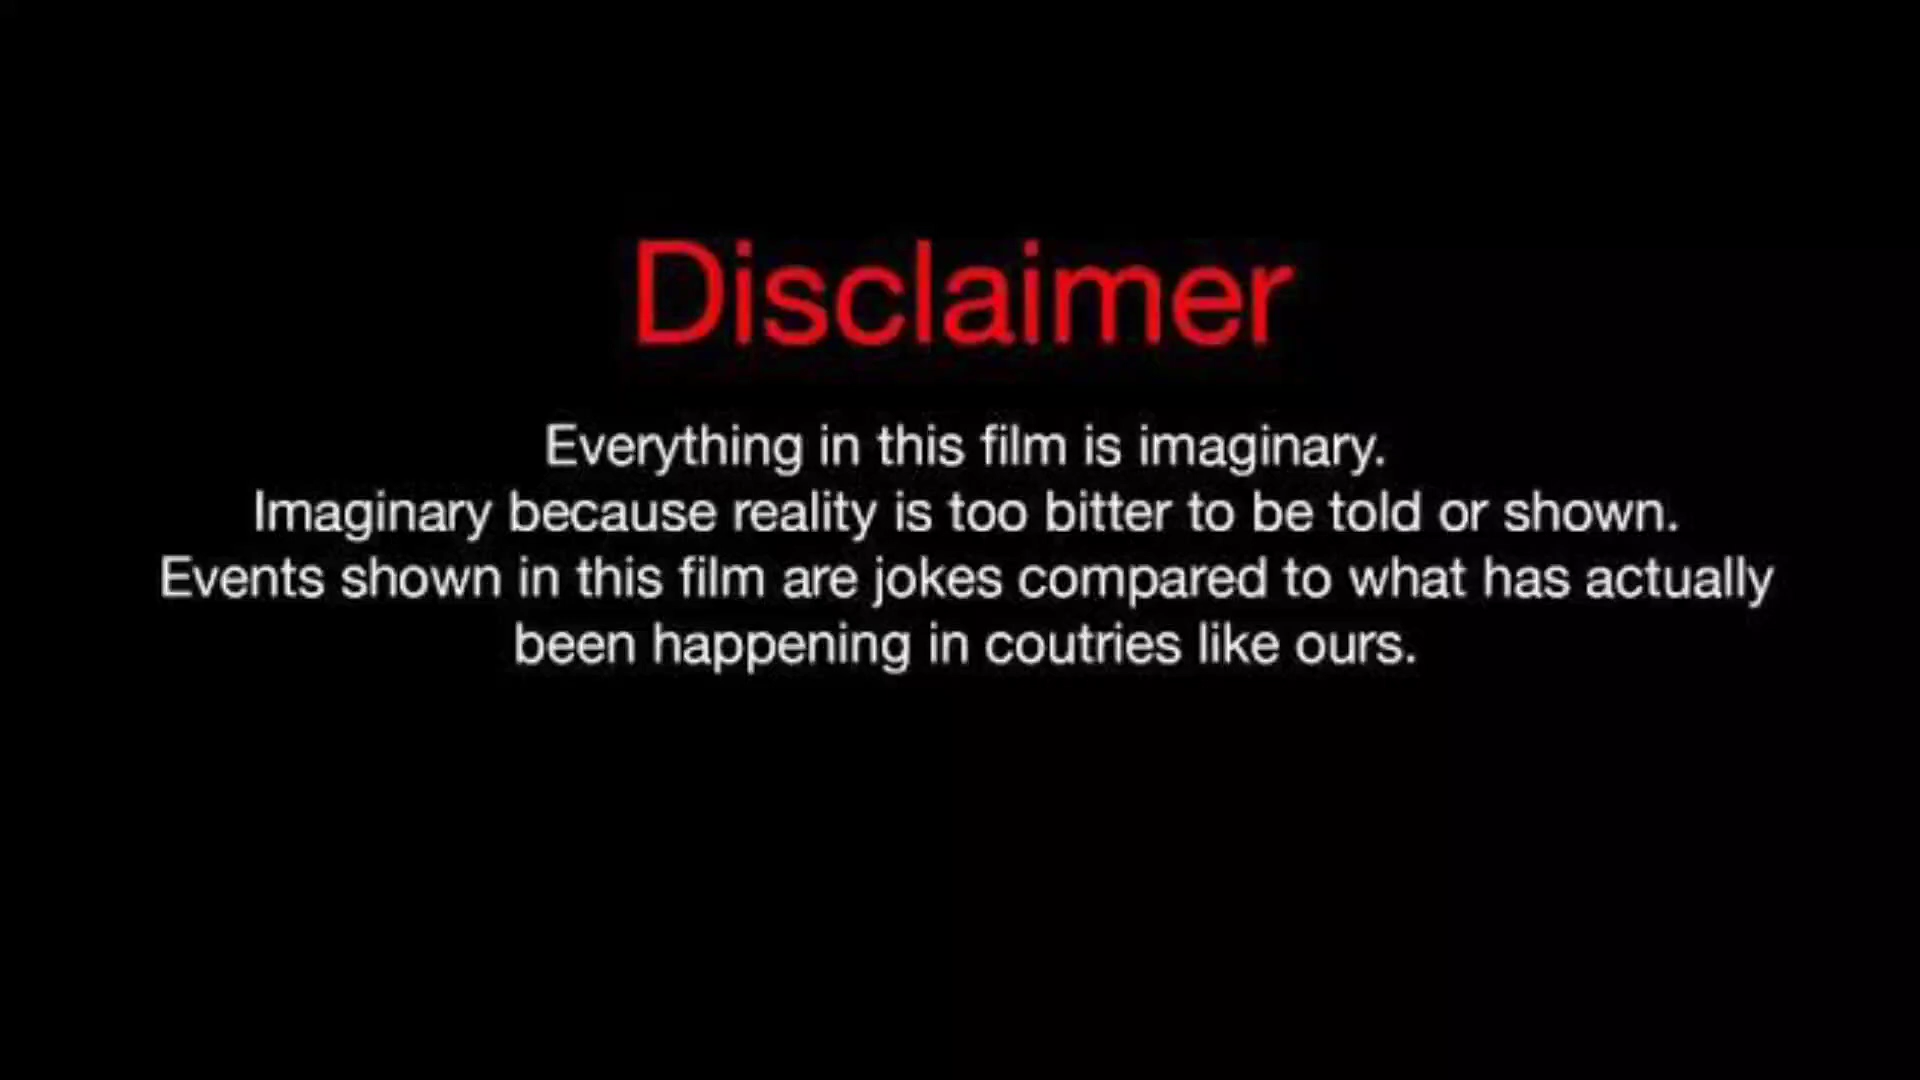 Disclaimer
Everything in this film is imaginary.
Imaginary because reality is too bitter to be told or shown.
Events shown in this film are jokes compared to what has actually
been happening in coutries like ours.